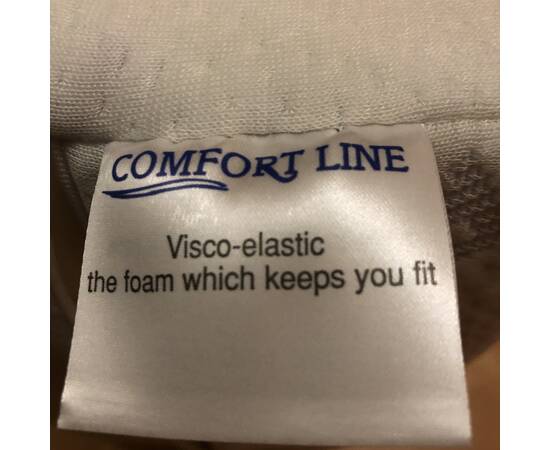 COMFORT LINE
Visco-elastic
the foam which keeps you fit